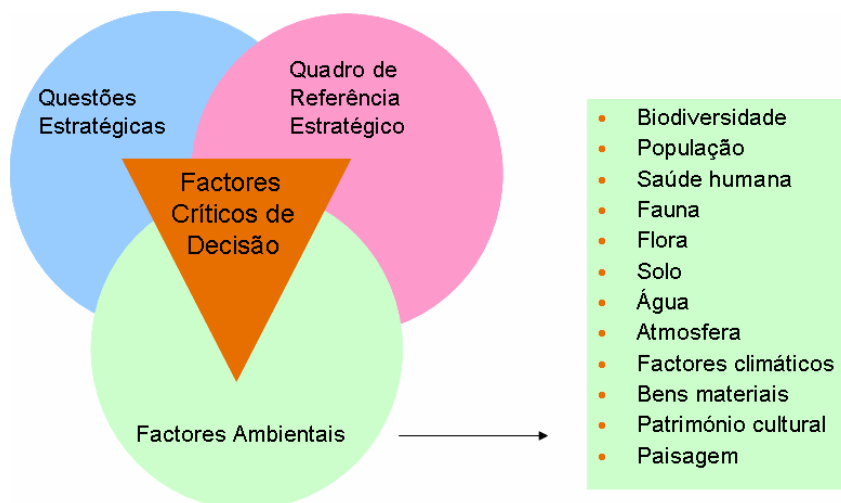 Questões
Estratégicas
Quadro de
Referência
Estratégico
Factores
Críticos de
Decisão
Factores Ambientais
• Biodiversidade
• População
• Saúde humana
• Fauna
• Flora
• Solo
• Água
• Atmosfera
• Factores climáticos
• Bens materiais
• Património cultural
• Paisagem